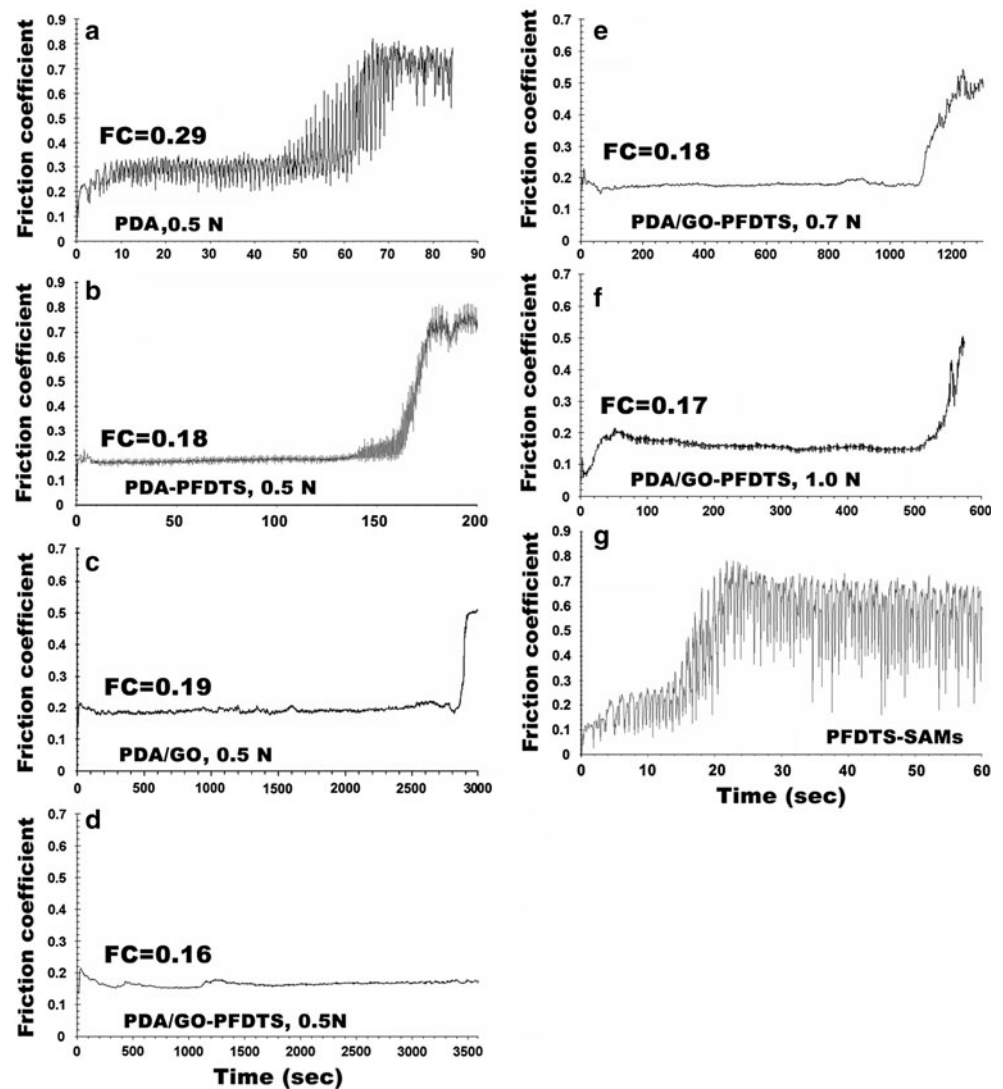 a
Friction coefficient
0.9
0.8
0.7
0.6
0.5
0.4
0.3
0.2
0.1
0
FC=0.29
PDA,0.5 N
0 10 20 30 40 50 60 70 80 90
b
Friction coefficient
0.9
0.8
0.7
0.6
0.5
0.4
0.3
0.2
0.1
0
FC=0.18
PDA-PFDTS, 0.5 N
0 50 100 150 200
c
Friction coefficient
0.7
0.6
0.5
0.4
0.3
0.2
0.1
0
FC=0.19
PDA/GO, 0.5 N
0 500 1000 1500 2000 2500 3000
d
Friction coefficient
0.7
0.6
0.5
0.4
0.3
0.2
0.1
0
FC=0.16
PDA/GO-PFDTS, 0.5N
0 500 1000 1500 2000 2500 3000 3500
Time (sec)
e
Friction coefficient
0.7
0.6
0.5
0.4
0.3
0.2
0.1
0
FC=0.18
PDA/GO-PFDTS, 0.7 N
0 200 400 600 800 1000 1200
f
Friction coefficient
0.7
0.6
0.5
0.4
0.3
0.2
0.1
0
FC=0.17
PDA/GO-PFDTS, 1.0 N
0 100 200 300 400 500 600
g
Friction coefficient
0.9
0.8
0.7
0.6
0.5
0.4
0.3
0.2
0.1
0
PFDTS-SAMs
0 10 20 30 40 50 60
Time (sec)